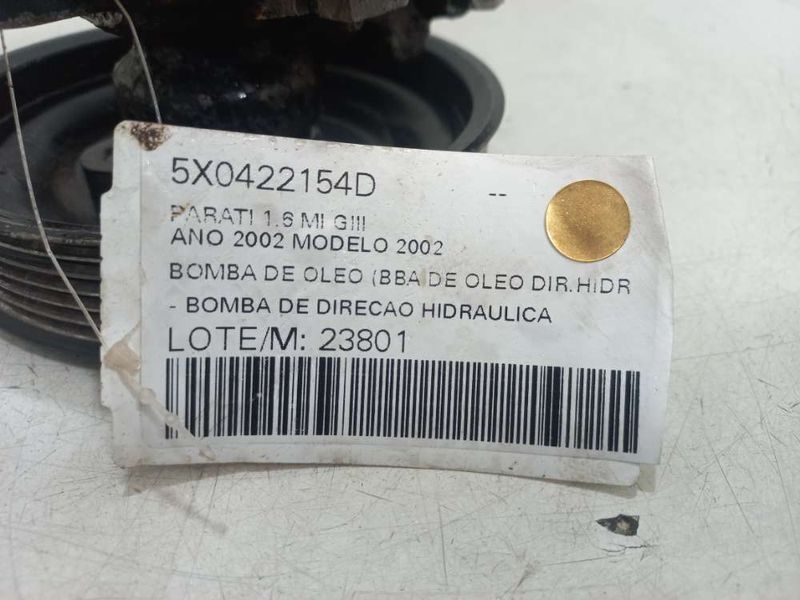 5X0422154D --
PARATI 1.6 MI GIII
ANO 2002 MODELO 2002
BOMBA DE OLEO (BBA DE OLEO DIR.HIDR
- BOMBA DE DIRECAO HIDRAULICA
LOTE/M: 23801